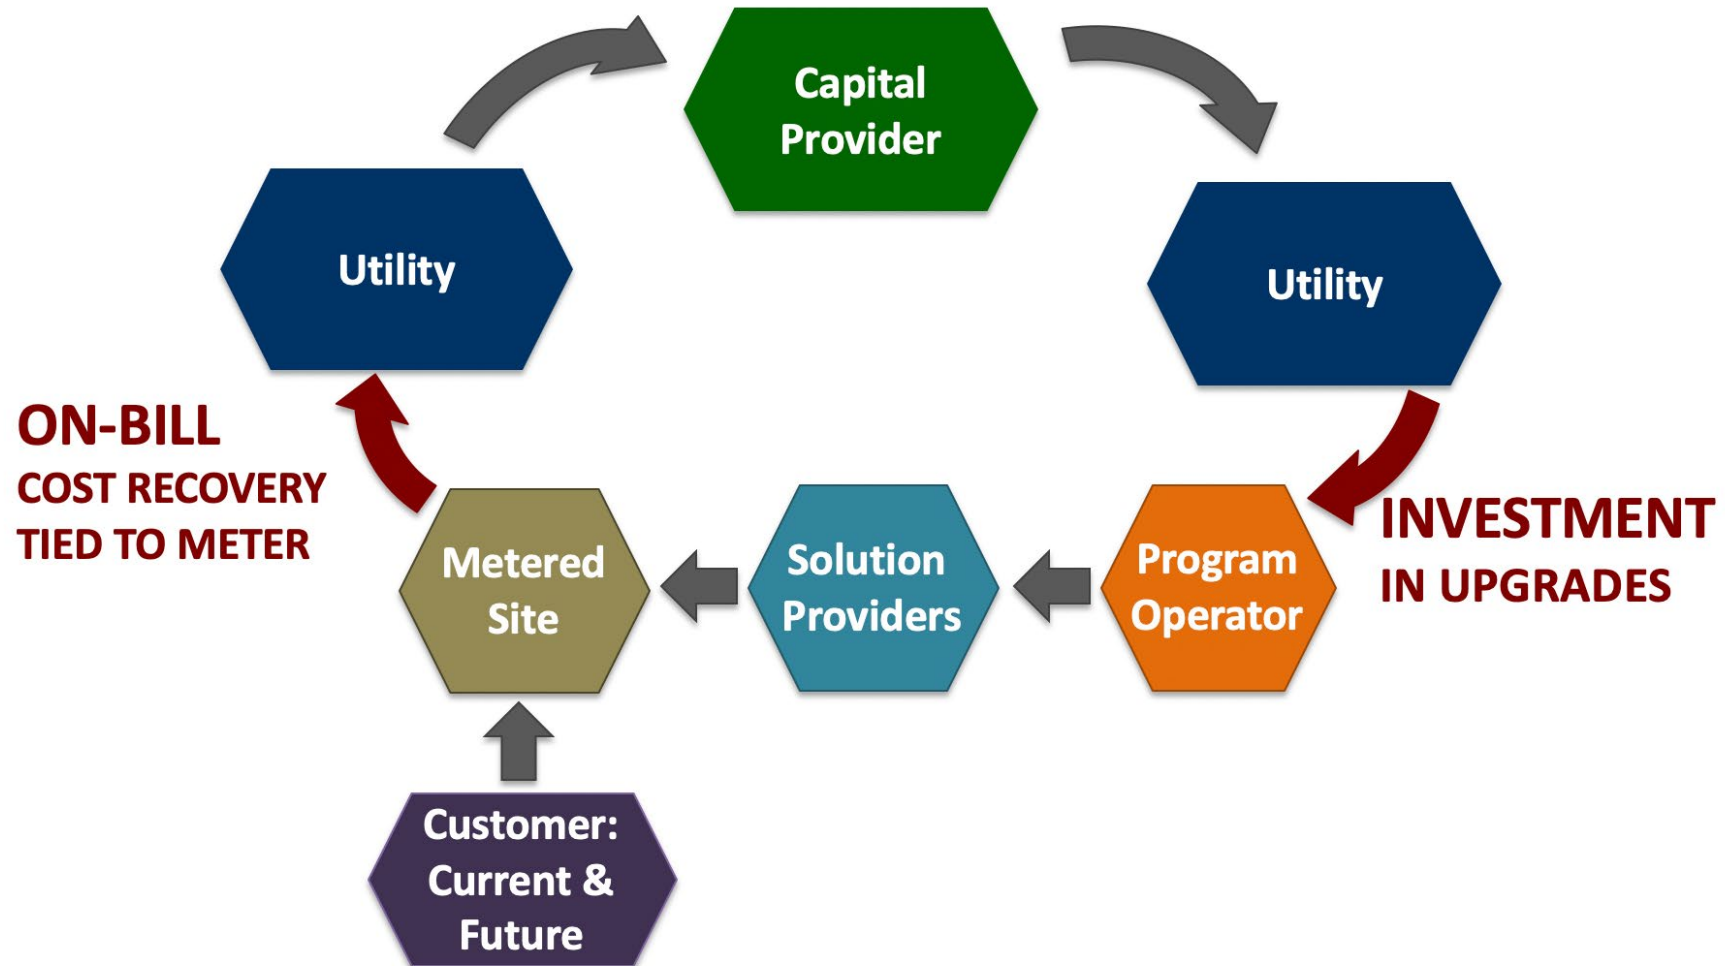 Capital
Provider
Utility
Utility
ON-BILL
COST RECOVERY
TIED TO METER
INVESTMENT
IN UPGRADES
Metered
Site
Solution
Providers
Program
Operator
Customer:
Current &
Future